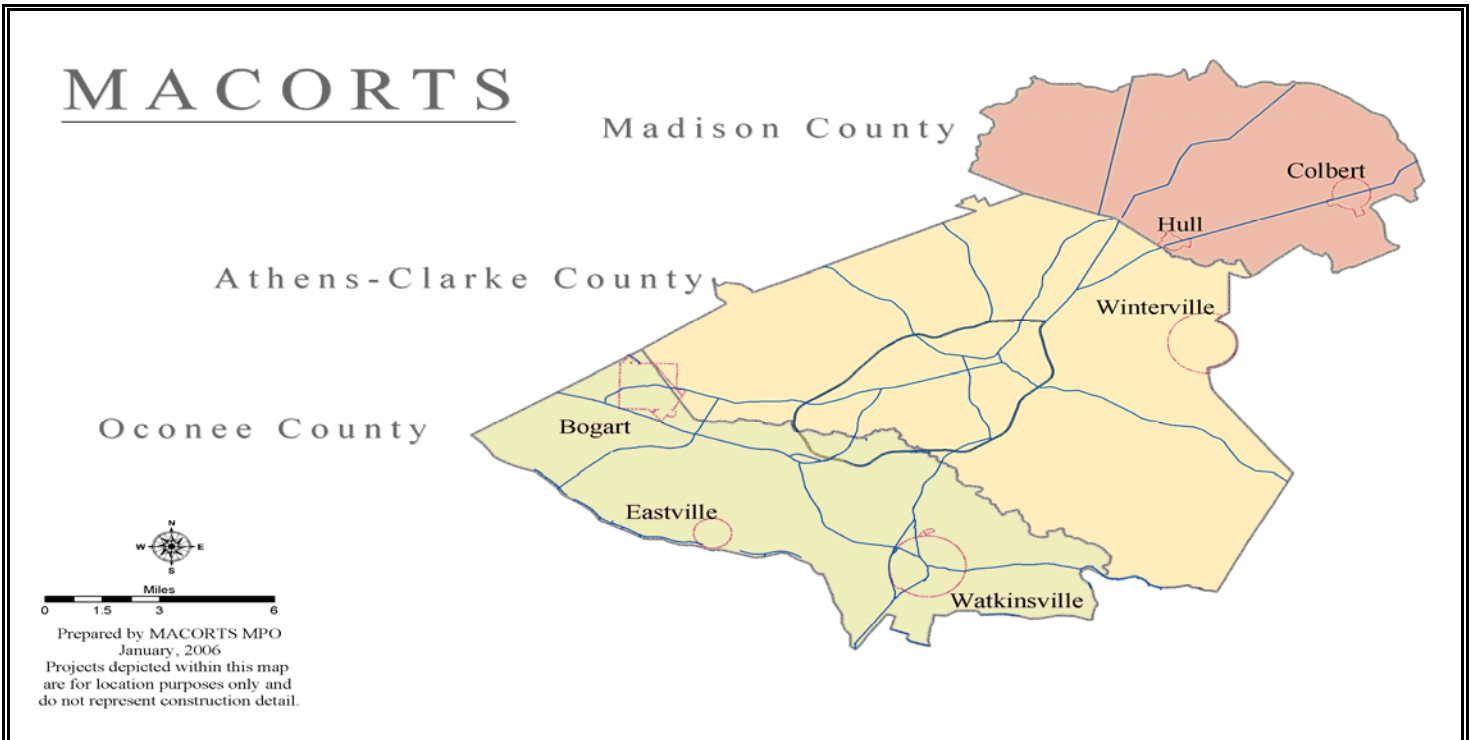 MACORTS
Madison County
Colbert
Hull
Athens-Clarke County
Winterville
Oconee County
Bogart
Eastville
Watkinsville
N
W E
S
Miles
0 1.5 3 6
Prepared by MACORTS MPO
January, 2006
Projects depicted within this map
are for location purposes only and
do not represent construction detail.